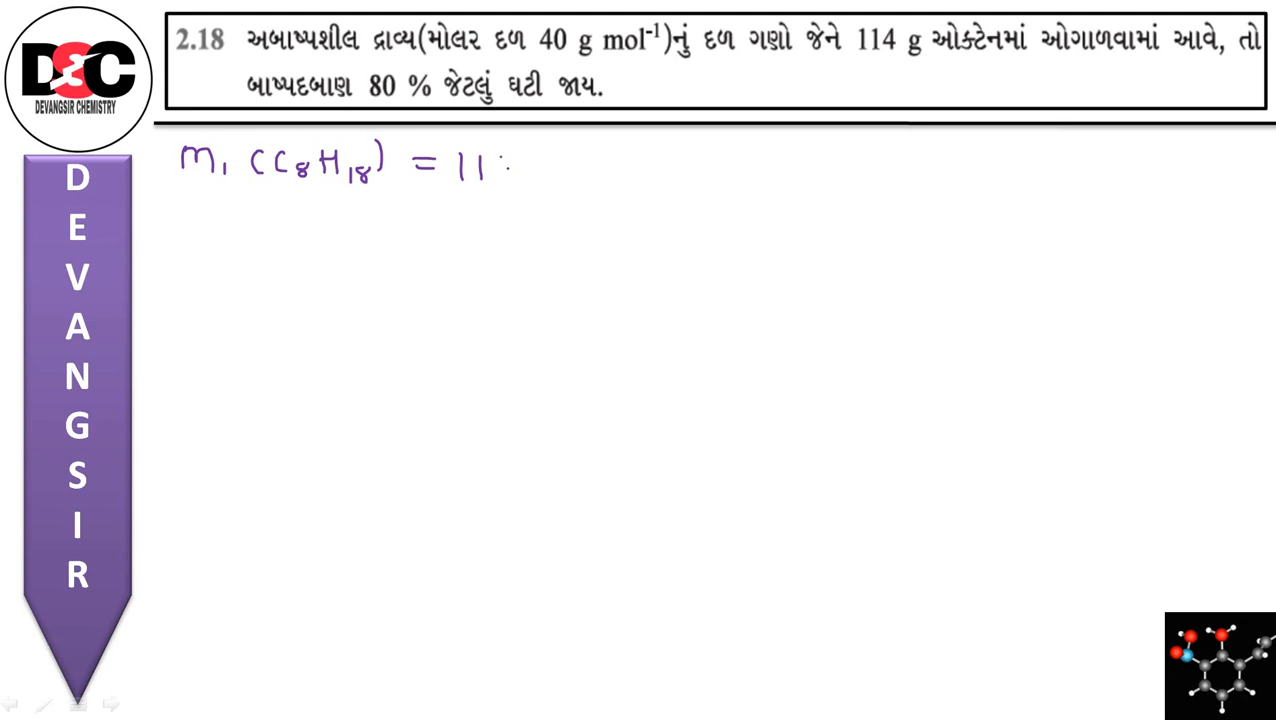 DSC
DEVANGSIR CHEMISTRY
2.18 અબાષ્પશીલ દ્રાવ્ય(મોલર દળ 40 g mol⁻¹)નું દળ ગણો જેને 114 g ઓક્ટેનમાં ઓગાળવામાં આવે, તો
બાષ્પદબાણ 80 % જેટલું ઘટી જાય.
m₁ (C₈H₁₈) = 11
D
E
V
A
N
G
S
I
R